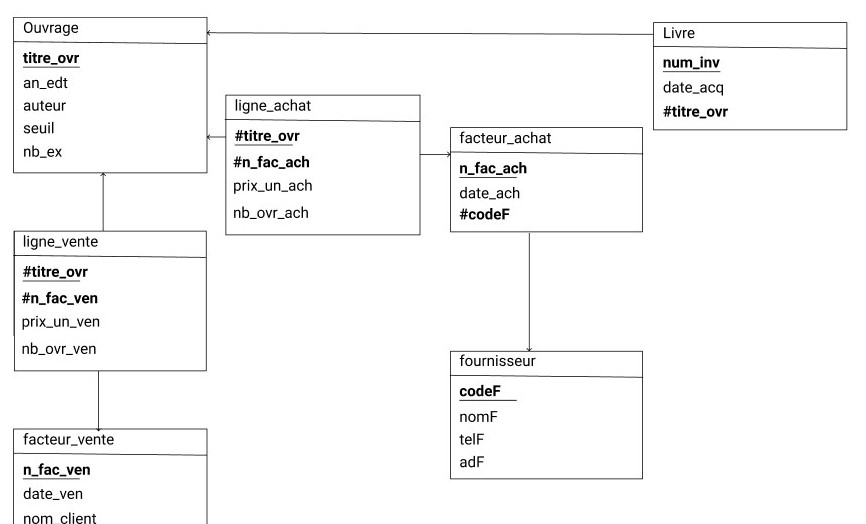 Ouvrage
titre_ovr
an_edt
auteur
seuil
nb_ex
Livre
num_inv
date_acq
#titre_ovr
ligne_achat
#titre_ovr
#n_fac_ach
prix_un_ach
nb_ovr_ach
facteur_achat
n_fac_ach
date_ach
#codeF
ligne_vente
#titre_ovr
#n_fac_ven
prix_un_ven
nb_ovr_ven
fournisseur
codeF
nomF
telF
adF
facteur_vente
n_fac_ven
date_ven
nom_client